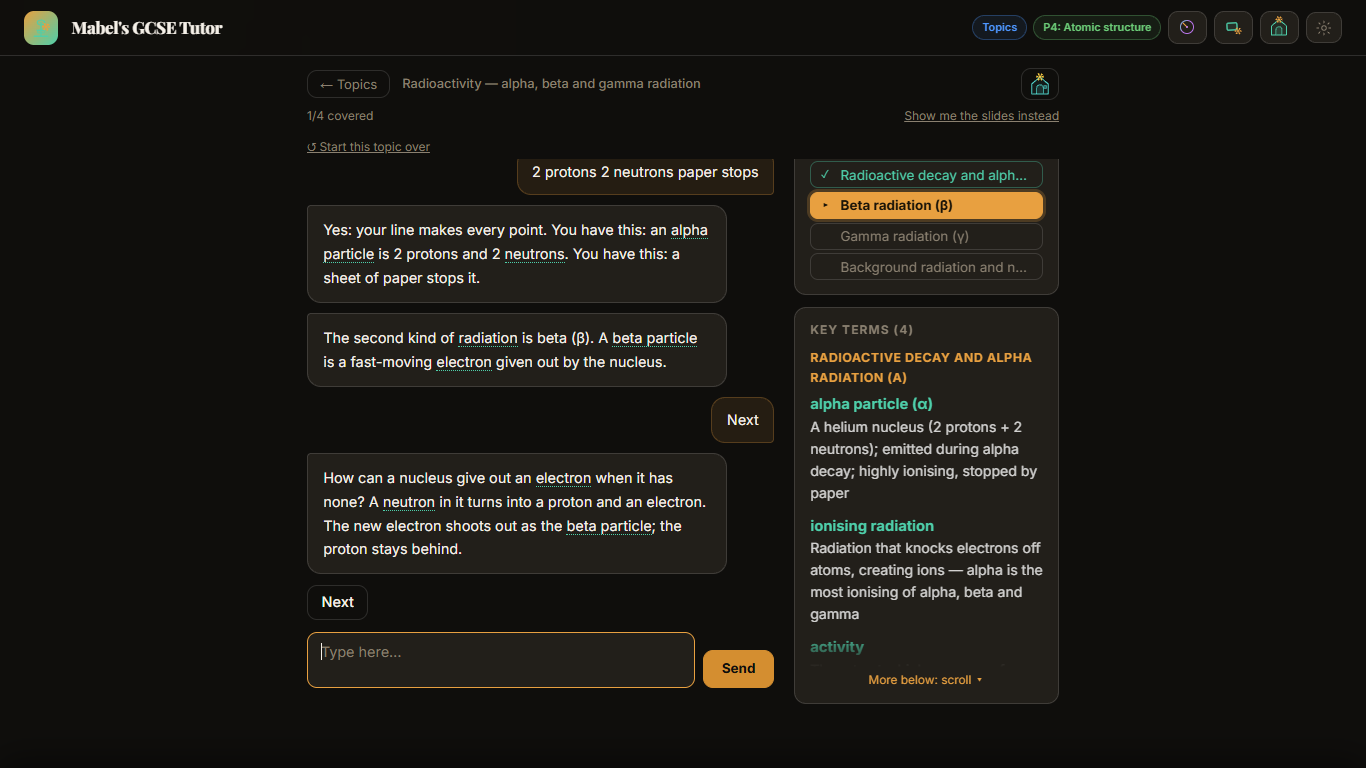 Mabel's GCSE Tutor
Topics
P4: Atomic structure
← Topics
Radioactivity — alpha, beta and gamma radiation
1/4 covered
Show me the slides instead
↺ Start this topic over
2 protons 2 neutrons paper stops
Yes: your line makes every point. You have this: an alpha
particle is 2 protons and 2 neutrons. You have this: a
sheet of paper stops it.
The second kind of radiation is beta (β). A beta particle
is a fast-moving electron given out by the nucleus.
Next
How can a nucleus give out an electron when it has
none? A neutron in it turns into a proton and an electron.
The new electron shoots out as the beta particle; the
proton stays behind.
Next
Type here...
Send
✓ Radioactive decay and alph...
▸ Beta radiation (β)
Gamma radiation (γ)
Background radiation and n...
KEY TERMS (4)
RADIOACTIVE DECAY AND ALPHA
RADIATION (Α)
alpha particle (α)
A helium nucleus (2 protons + 2
neutrons); emitted during alpha
decay; highly ionising, stopped by
paper
ionising radiation
Radiation that knocks electrons off
atoms, creating ions — alpha is the
most ionising of alpha, beta and
gamma
activity
More below: scroll ▾